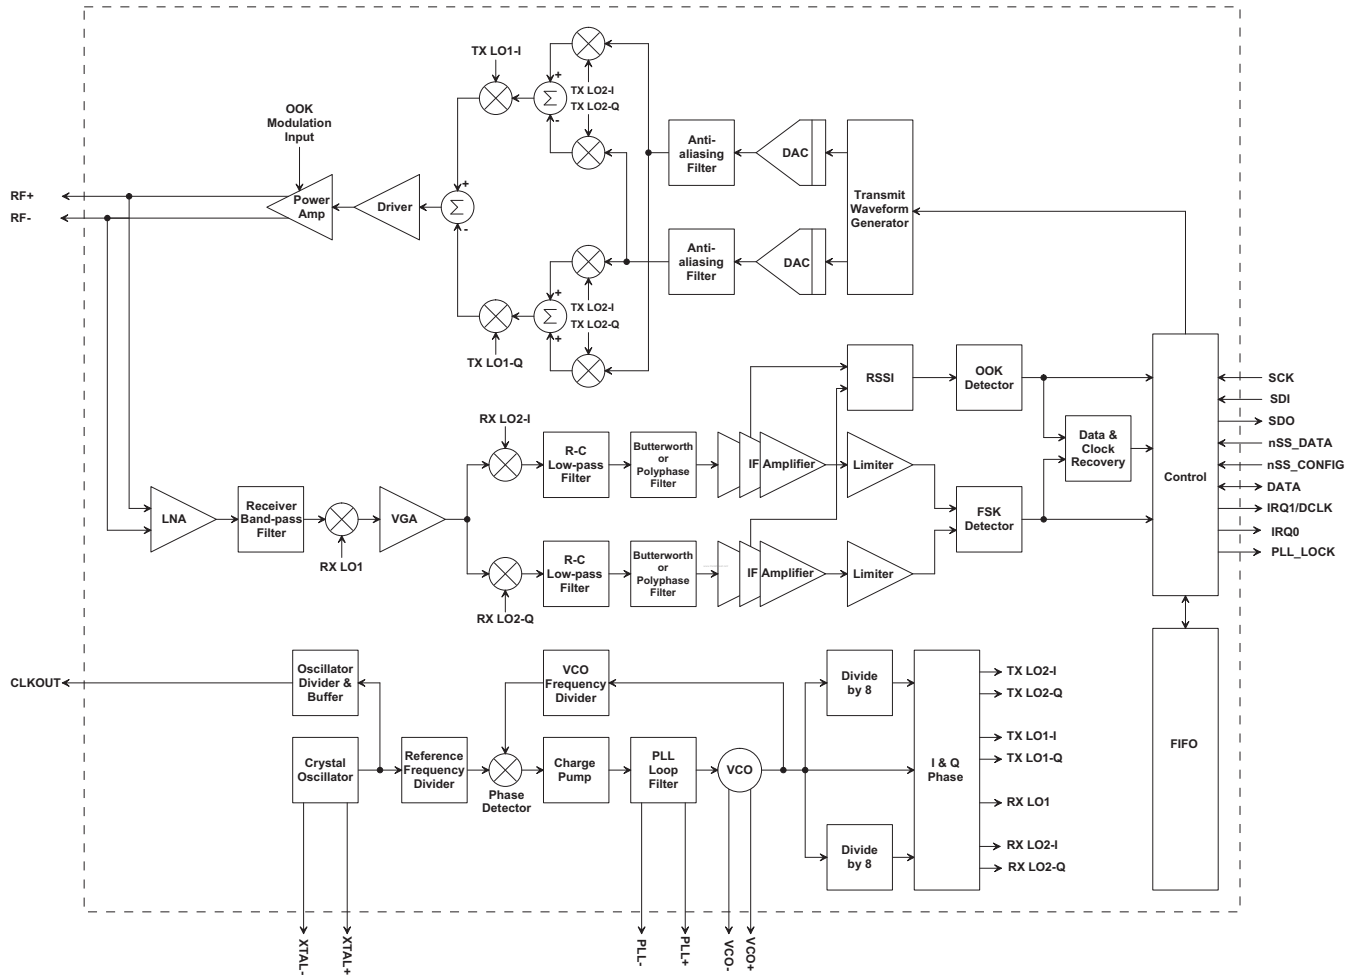 TX LO1-I
+
Σ
-
TX LO2-I
TX LO2-Q
OOK
Modulation
Input
Anti-
aliasing
Filter
DAC
Transmit
Waveform
Generator
RF+
RF-
Power
Amp
Driver
+
Σ
-
Anti-
aliasing
Filter
DAC
+
Σ
+
TX LO2-I
TX LO2-Q
TX LO1-Q
RSSI
OOK
Detector
RX LO2-I
R-C
Low-pass
Filter
Butterworth
or
Polyphase
Filter
IF Amplifier
Limiter
Data &
Clock
Recovery
Control
SCK
SDI
SDO
nSS_DATA
nSS_CONFIG
DATA
IRQ1/DCLK
IRQ0
PLL_LOCK
LNA
Receiver
Band-pass
Filter
RX LO1
VGA
FSK
Detector
R-C
Low-pass
Filter
Butterworth
or
Polyphase
Filter
IF Amplifier
Limiter
RX LO2-Q
CLKOUT
Oscillator
Divider &
Buffer
VCO
Frequency
Divider
Divide
by 8
TX LO2-I
TX LO2-Q
TX LO1-I
TX LO1-Q
RX LO1
RX LO2-I
RX LO2-Q
Crystal
Oscillator
Reference
Frequency
Divider
Phase
Detector
Charge
Pump
PLL
Loop
Filter
VCO
I & Q
Phase
FIFO
Divide
by 8
XTAL-
XTAL+
PLL-
PLL+
VCO-
VCO+